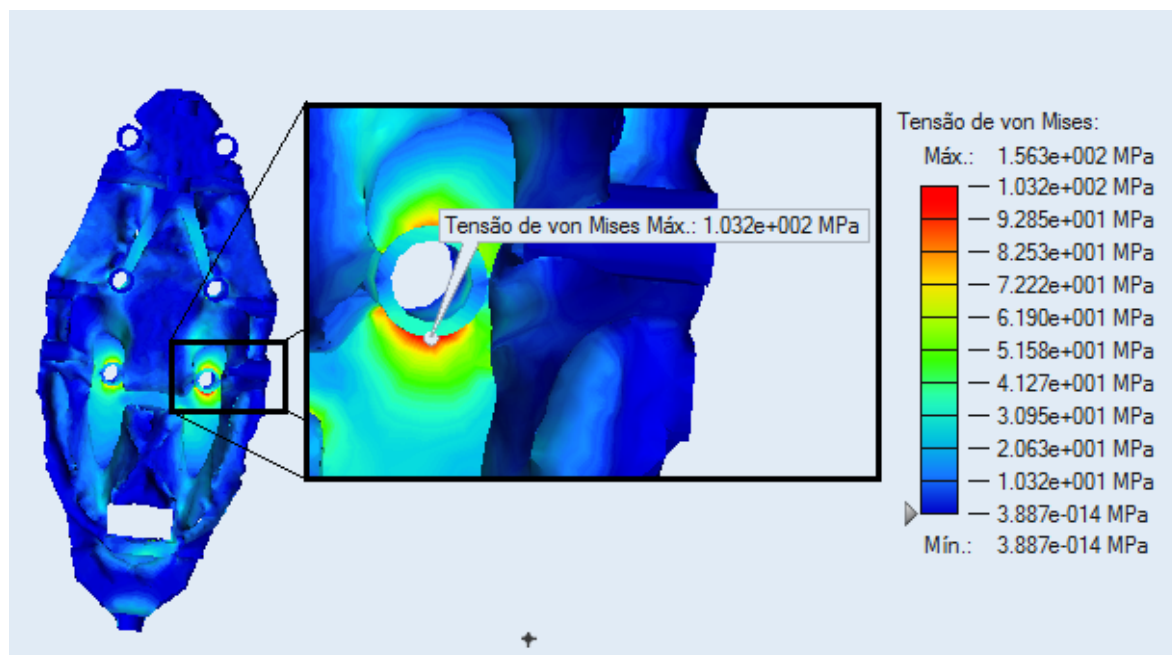 Tensão de von Mises Máx.: 1.032e+002 MPa
Tensão de von Mises:
Máx.: 1.563e+002 MPa
1.032e+002 MPa
9.285e+001 MPa
8.253e+001 MPa
7.222e+001 MPa
6.190e+001 MPa
5.158e+001 MPa
4.127e+001 MPa
3.095e+001 MPa
2.063e+001 MPa
1.032e+001 MPa
3.887e-014 MPa
Mín.: 3.887e-014 MPa